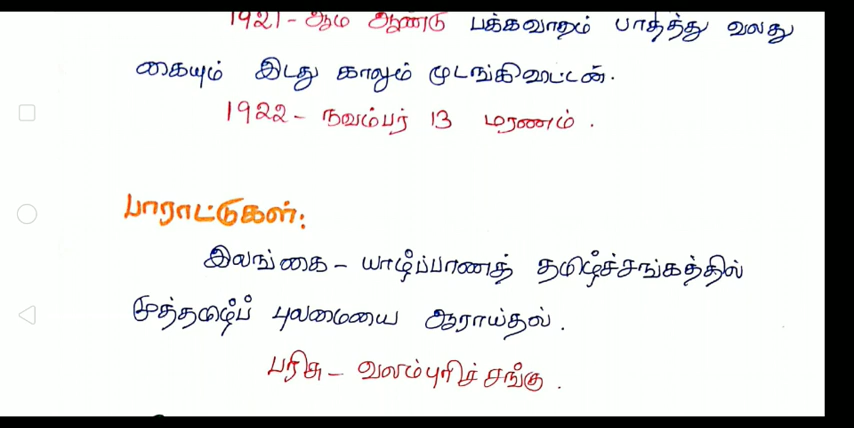 1921 - ஆம் ஆண்டு பக்கவாதம் பாதித்து வலது
கையும் இடது காலும் முடங்கிவிட்டன.
1922 - நவம்பர் 13 மரணம்.
பாராட்டுகள்:
இலங்கை - யாழ்ப்பாணத் தமிழ்ச்சங்கத்தில்
முத்தமிழ்ப் புலமையை ஆராய்தல்.
பரிசு - வலம்புரிச் சங்கு.